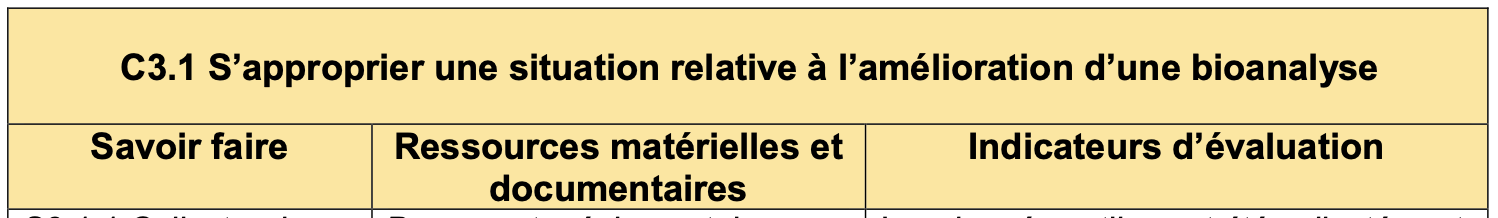 C3.1 S’approprier une situation relative à l’amélioration d’une bioanalyse
Savoir faire
Ressources matérielles et
documentaires
Indicateurs d’évaluation